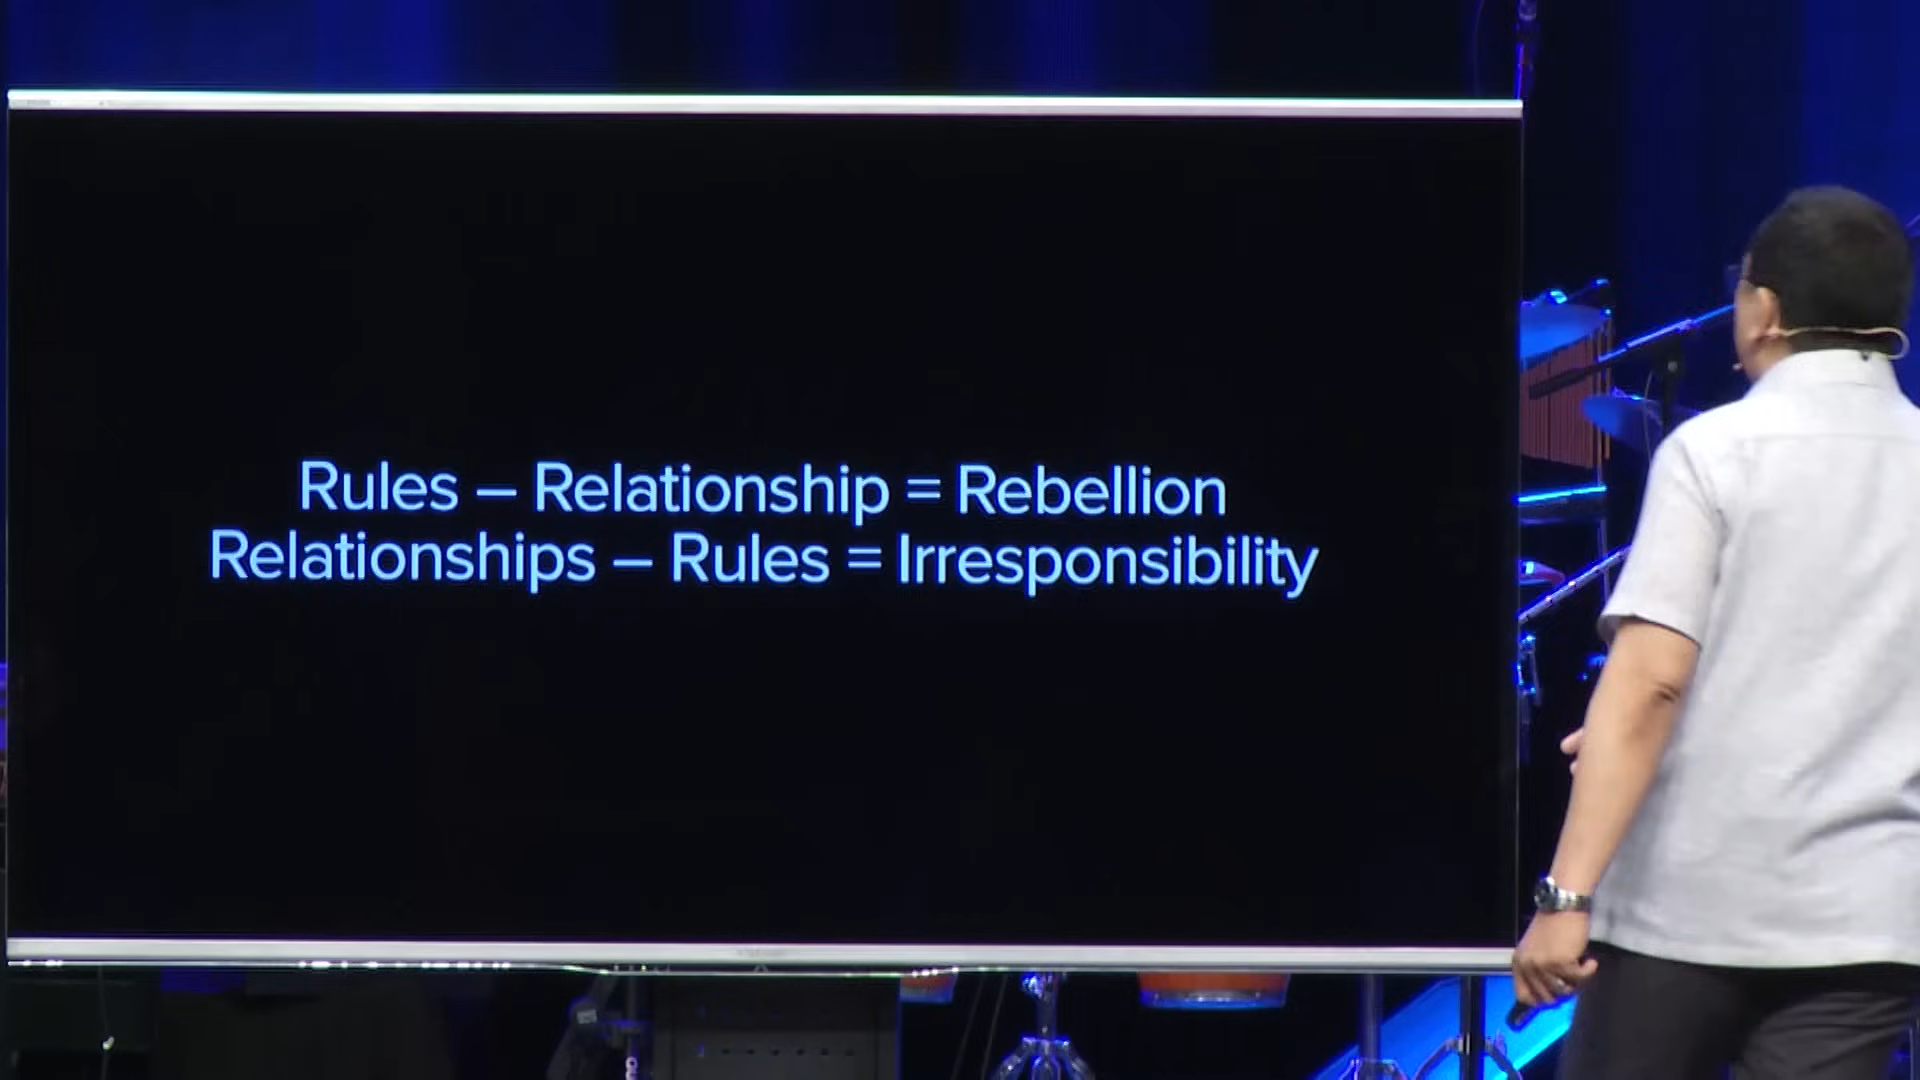 Rules – Relationship = Rebellion
Relationships – Rules = Irresponsibility